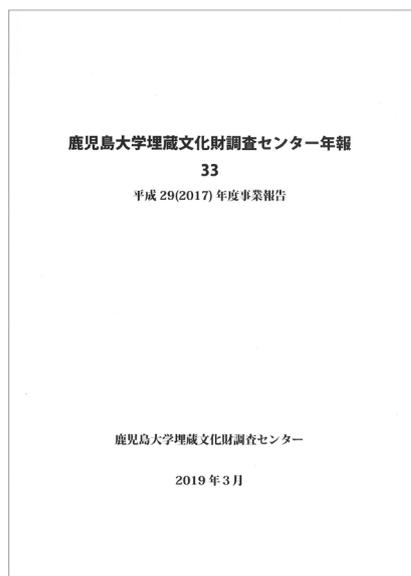 鹿児島大学埋蔵文化財調査センター年報
33
平成 29(2017) 年度事業報告
鹿児島大学埋蔵文化財調査センター
2019 年 3 月